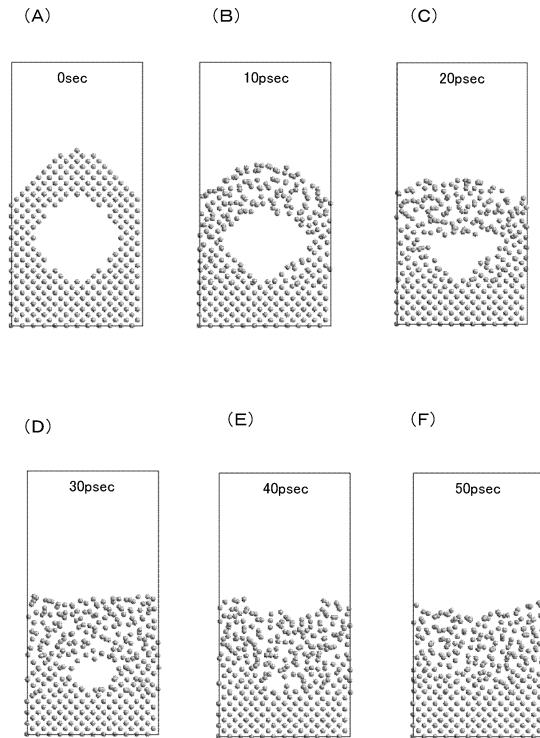 （A）
（B）
（C）
0sec
10psec
20psec
（D）
（E）
（F）
30psec
40psec
50psec